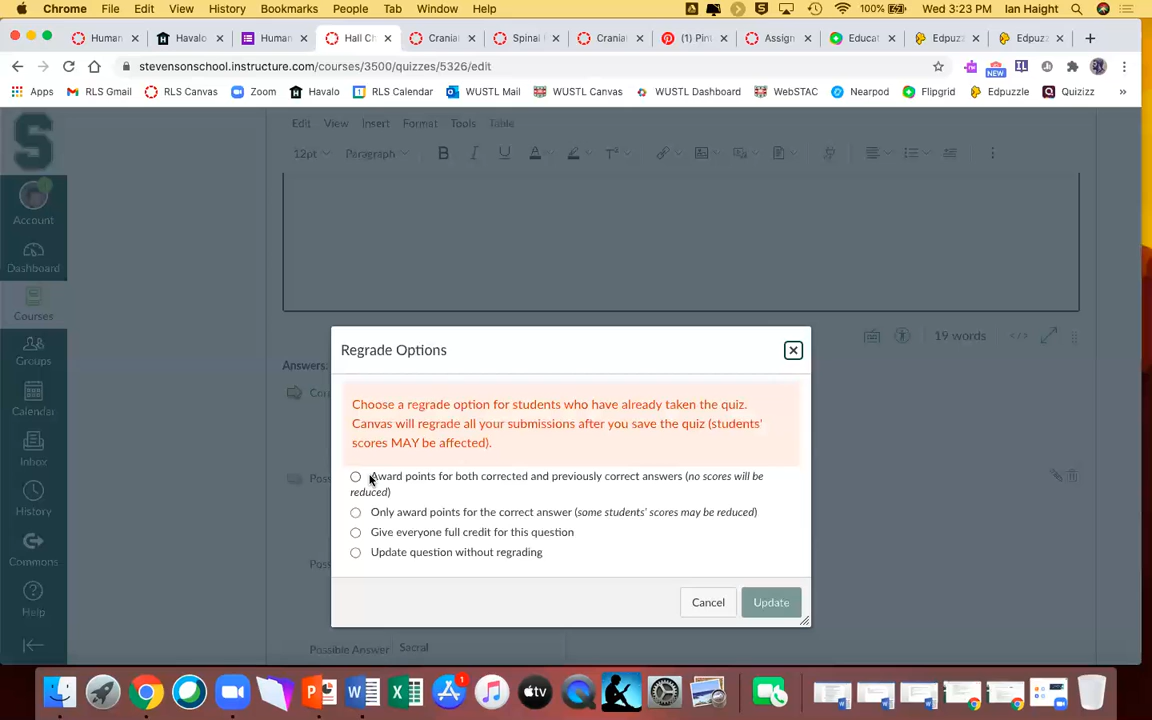 Chrome File Edit View History Bookmarks People Tab Window Help 100% Wed 3:23 PM Ian Haight
Human Havalo Human Hall Ch Cranial Spinal Cranial (1) Pint Assign Educat Edpuzz Edpuzz
stevensonschool.instructure.com/courses/3500/quizzes/5326/edit
NEW
Apps RLS Gmail RLS Canvas Zoom Havalo RLS Calendar WUSTL Mail WUSTL Canvas WUSTL Dashboard WebSTAC Nearpod Flipgrid Edpuzzle Quizizz »
Edit View Insert Format Tools Table
12pt Paragraph B I U A T²
Account
Dashboard
Courses
Groups
Calendar
Inbox
History
Commons
Help
19 words </>
Answers:
Regrade Options
Choose a regrade option for students who have already taken the quiz.
Canvas will regrade all your submissions after you save the quiz (students'
scores MAY be affected).
Award points for both corrected and previously correct answers (no scores will be
reduced)
Only award points for the correct answer (some students' scores may be reduced)
Give everyone full credit for this question
Update question without regrading
Cancel Update
Possible Answer Sacral
1